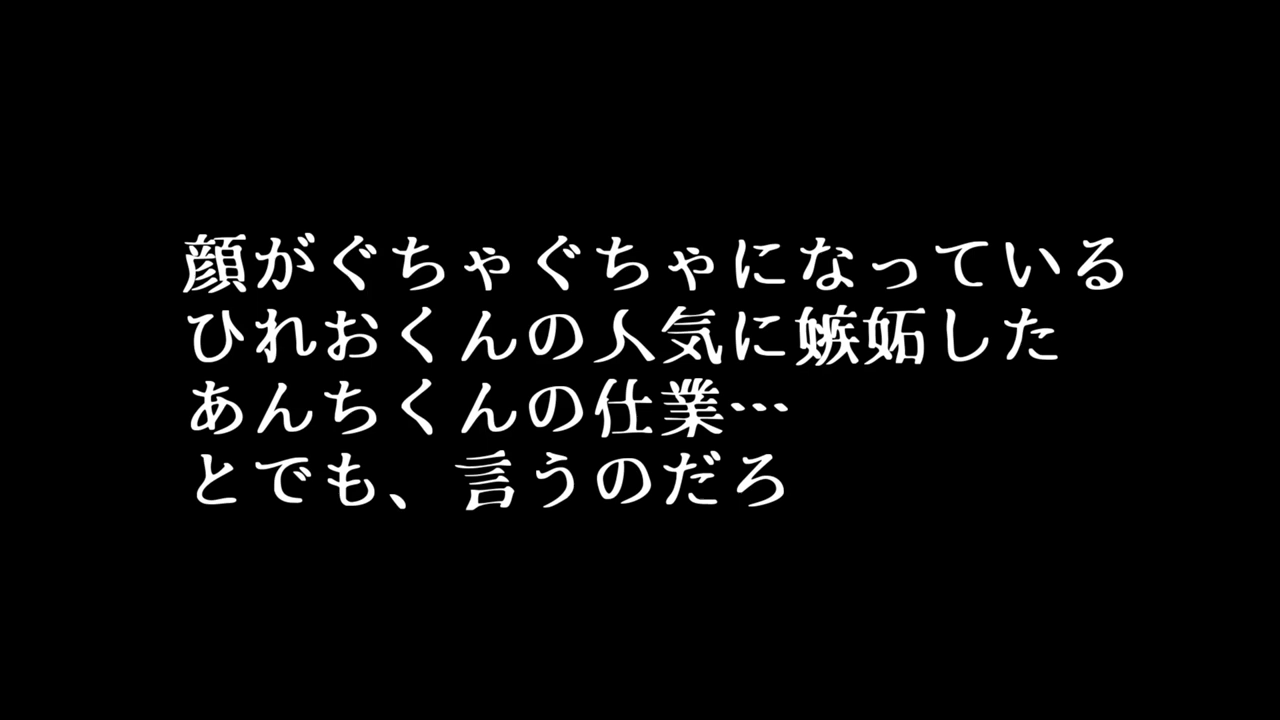 顔がぐちゃぐちゃになっている
ひれおくんの人気に嫉妬した
あんちくんの仕業…
とでも、言うのだろ